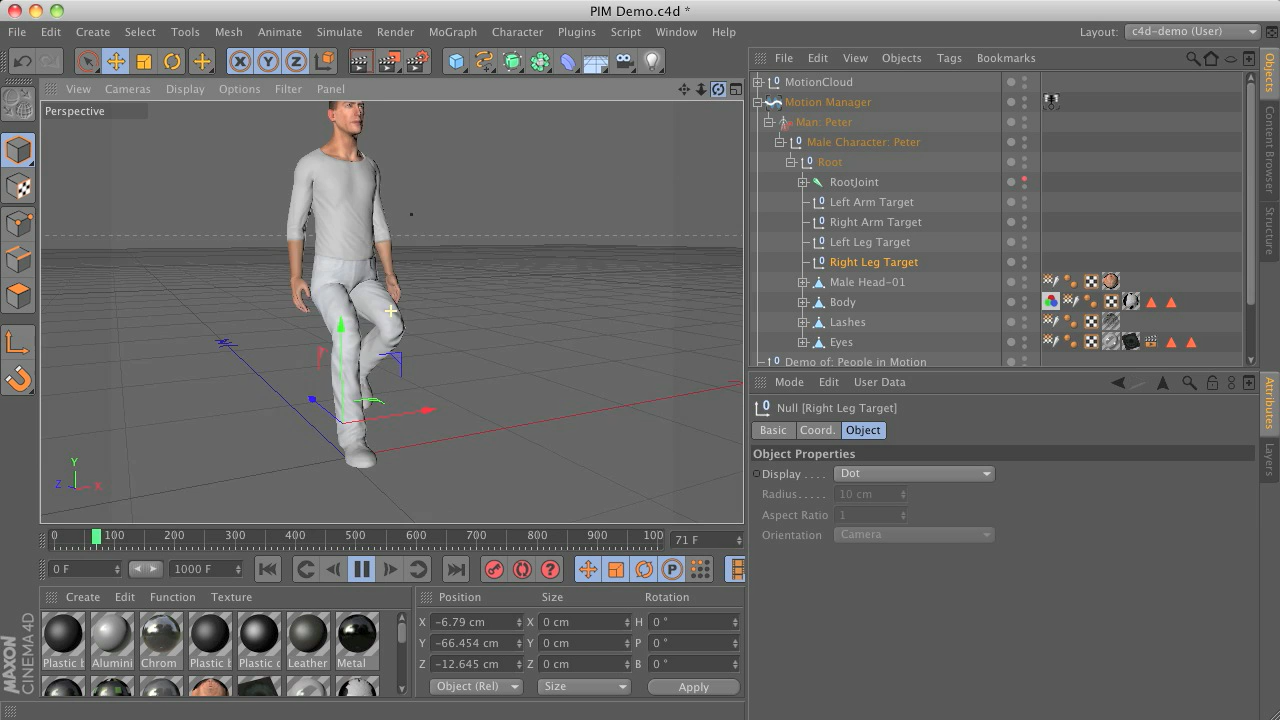 PIM Demo.c4d *
File Edit Create Select Tools Mesh Animate Simulate Render MoGraph Character Plugins Script Window Help
Layout: c4d-demo (User)
File Edit View Objects Tags Bookmarks
View Cameras Display Options Filter Panel
Perspective
MotionCloud
Motion Manager
Man: Peter
Male Character: Peter
Root
RootJoint
Left Arm Target
Right Arm Target
Left Leg Target
Right Leg Target
Male Head-01
Body
Lashes
Eyes
Demo of: People in Motion
Objects
Content Browser
Structure
Mode Edit User Data
Null [Right Leg Target]
Basic Coord. Object
Object Properties
Display .... Dot
Radius..... 10 cm
Aspect Ratio 1
Orientation Camera
Attributes
Layers
Y
Z X
0 100 200 300 400 500 600 700 800 900 100 71 F
0 F 1000 F
Create Edit Function Texture
Plastic Alumini Chrom Plastic Plastic Leather Metal
Position Size Rotation
X -6.79 cm X 0 cm H 0 °
Y -66.454 cm Y 0 cm P 0 °
Z -12.645 cm Z 0 cm B 0 °
Object (Rel) Size Apply
MAXON
CINEMA 4D